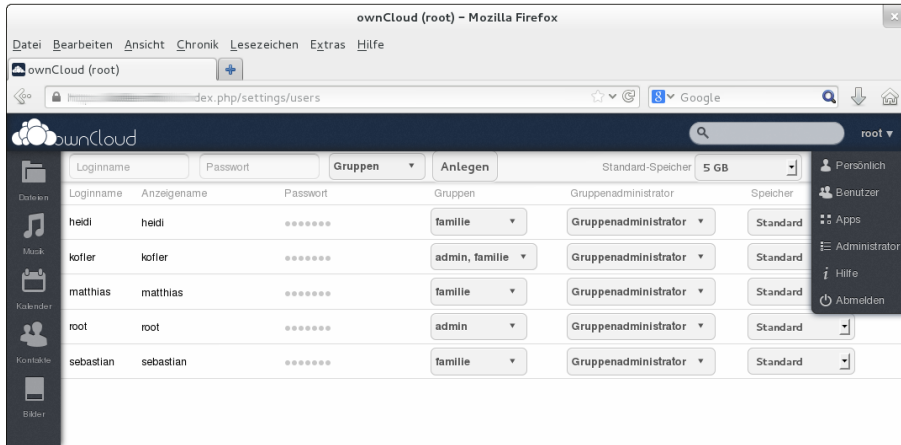 ownCloud (root) – Mozilla Firefox
Datei Bearbeiten Ansicht Chronik Lesezeichen Extras Hilfe
ownCloud (root)
dex.php/settings/users
Google
ownCloud
root
Loginname Passwort Gruppen Anlegen Standard-Speicher 5 GB
Loginname Anzeigename Passwort Gruppen Gruppenadministrator Speicher
heidi heidi familie Gruppenadministrator Standard
kofler kofler admin, familie Gruppenadministrator Standard
matthias matthias familie Gruppenadministrator Standard
root root admin Gruppenadministrator Standard
sebastian sebastian familie Gruppenadministrator Standard
Dateien
Musik
Kalender
Kontakte
Bilder
Persönlich
Benutzer
Apps
Administrator
Hilfe
Abmelden